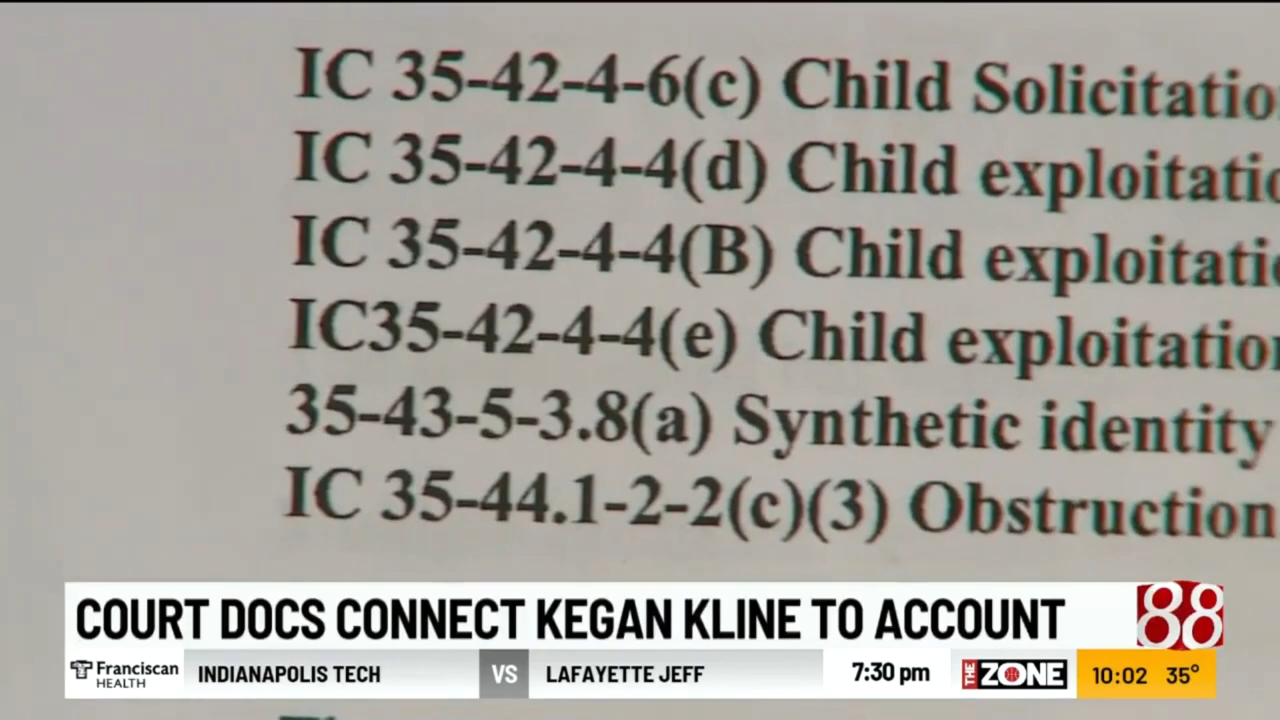 IC 35-42-4-6(c) Child Solicitatio
IC 35-42-4-4(d) Child exploitatio
IC 35-42-4-4(B) Child exploitati
IC35-42-4-4(e) Child exploitation
35-43-5-3.8(a) Synthetic identity
IC 35-44.1-2-2(c)(3) Obstruction
COURT DOCS CONNECT KEGAN KLINE TO ACCOUNT
88
Franciscan HEALTH INDIANAPOLIS TECH VS LAFAYETTE JEFF 7:30 pm THE ZONE 10:02 35°